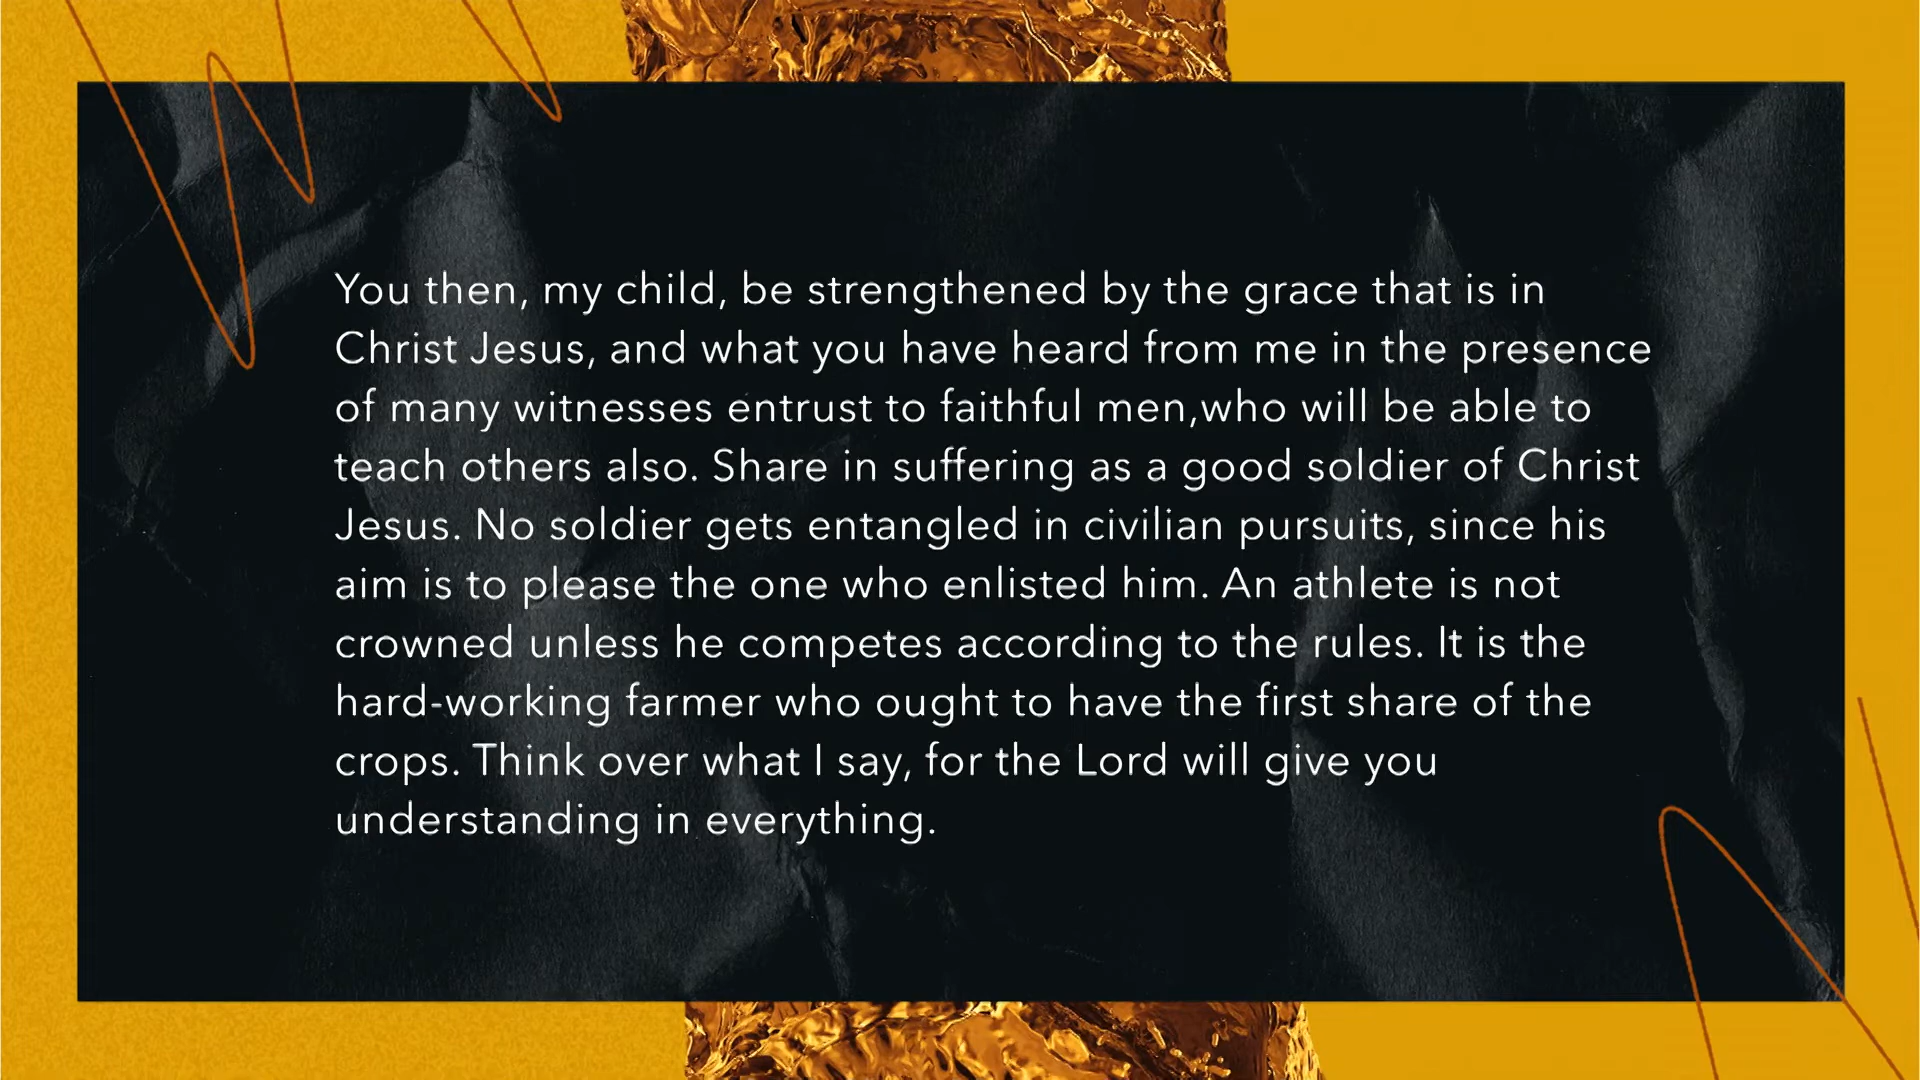 You then, my child, be strengthened by the grace that is in
Christ Jesus, and what you have heard from me in the presence
of many witnesses entrust to faithful men,who will be able to
teach others also. Share in suffering as a good soldier of Christ
Jesus. No soldier gets entangled in civilian pursuits, since his
aim is to please the one who enlisted him. An athlete is not
crowned unless he competes according to the rules. It is the
hard-working farmer who ought to have the first share of the
crops. Think over what I say, for the Lord will give you
understanding in everything.